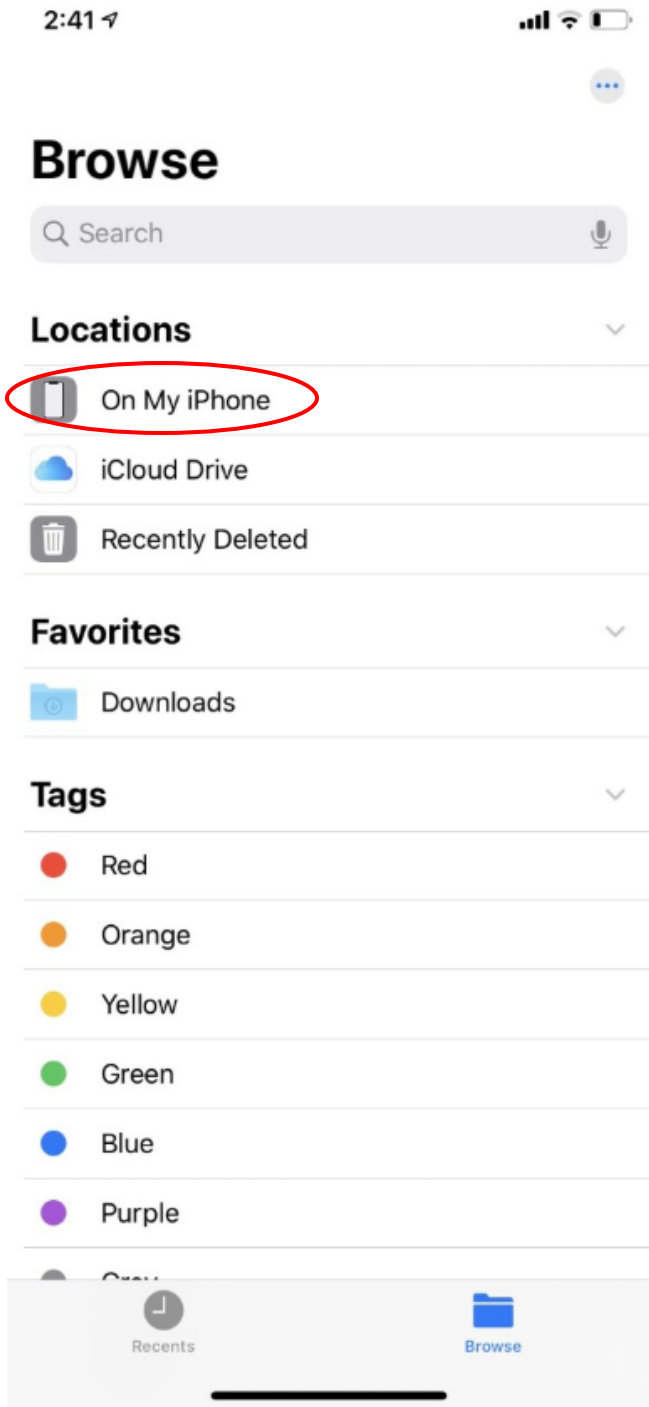 2:41
Browse
Search
Locations
On My iPhone
iCloud Drive
Recently Deleted
Favorites
Downloads
Tags
Red
Orange
Yellow
Green
Blue
Purple
Gray
Recents
Browse